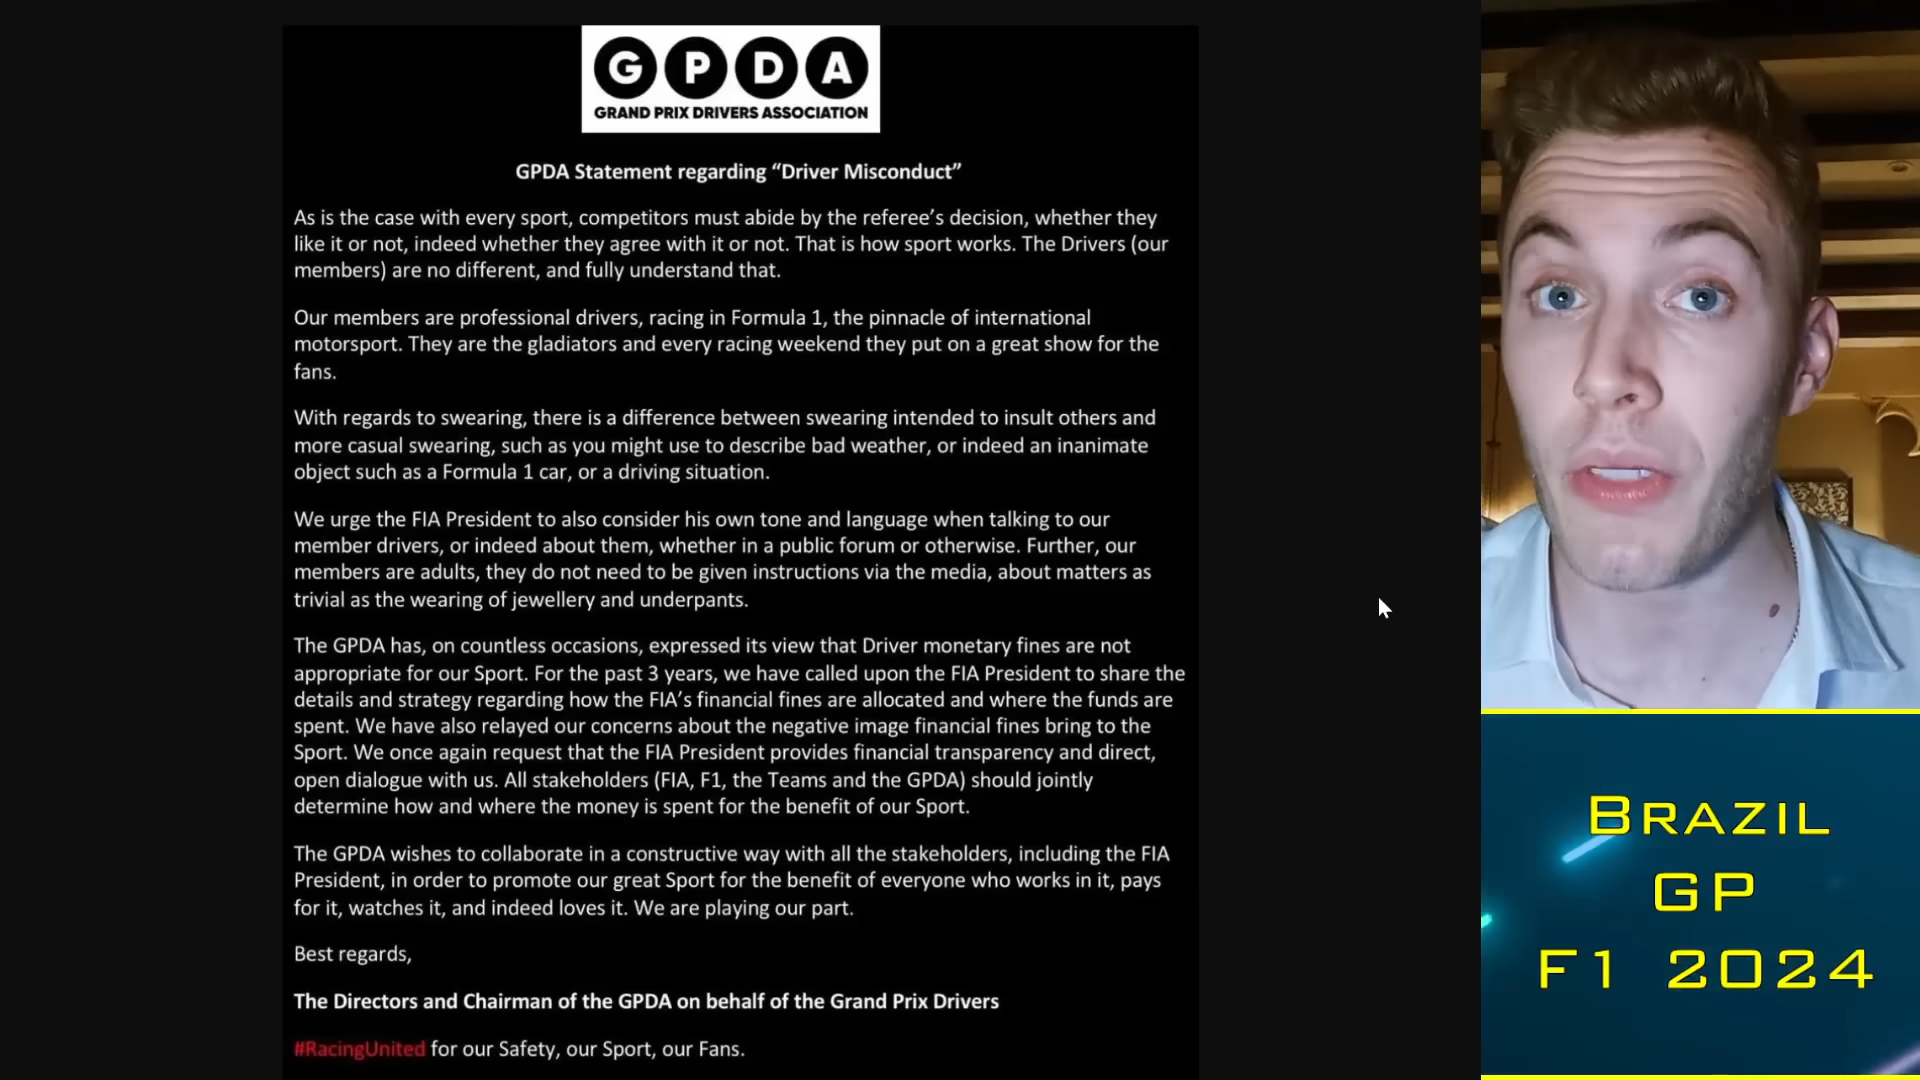 GPDA
GRAND PRIX DRIVERS ASSOCIATION
GPDA Statement regarding “Driver Misconduct”
As is the case with every sport, competitors must abide by the referee’s decision, whether they
like it or not, indeed whether they agree with it or not. That is how sport works. The Drivers (our
members) are no different, and fully understand that.
Our members are professional drivers, racing in Formula 1, the pinnacle of international
motorsport. They are the gladiators and every racing weekend they put on a great show for the
fans.
With regards to swearing, there is a difference between swearing intended to insult others and
more casual swearing, such as you might use to describe bad weather, or indeed an inanimate
object such as a Formula 1 car, or a driving situation.
We urge the FIA President to also consider his own tone and language when talking to our
member drivers, or indeed about them, whether in a public forum or otherwise. Further, our
members are adults, they do not need to be given instructions via the media, about matters as
trivial as the wearing of jewellery and underpants.
The GPDA has, on countless occasions, expressed its view that Driver monetary fines are not
appropriate for our Sport. For the past 3 years, we have called upon the FIA President to share the
details and strategy regarding how the FIA’s financial fines are allocated and where the funds are
spent. We have also relayed our concerns about the negative image financial fines bring to the
Sport. We once again request that the FIA President provides financial transparency and direct,
open dialogue with us. All stakeholders (FIA, F1, the Teams and the GPDA) should jointly
determine how and where the money is spent for the benefit of our Sport.
The GPDA wishes to collaborate in a constructive way with all the stakeholders, including the FIA
President, in order to promote our great Sport for the benefit of everyone who works in it, pays
for it, watches it, and indeed loves it. We are playing our part.
Best regards,
The Directors and Chairman of the GPDA on behalf of the Grand Prix Drivers
#RacingUnited for our Safety, our Sport, our Fans.
BRAZIL
GP
F1 2024